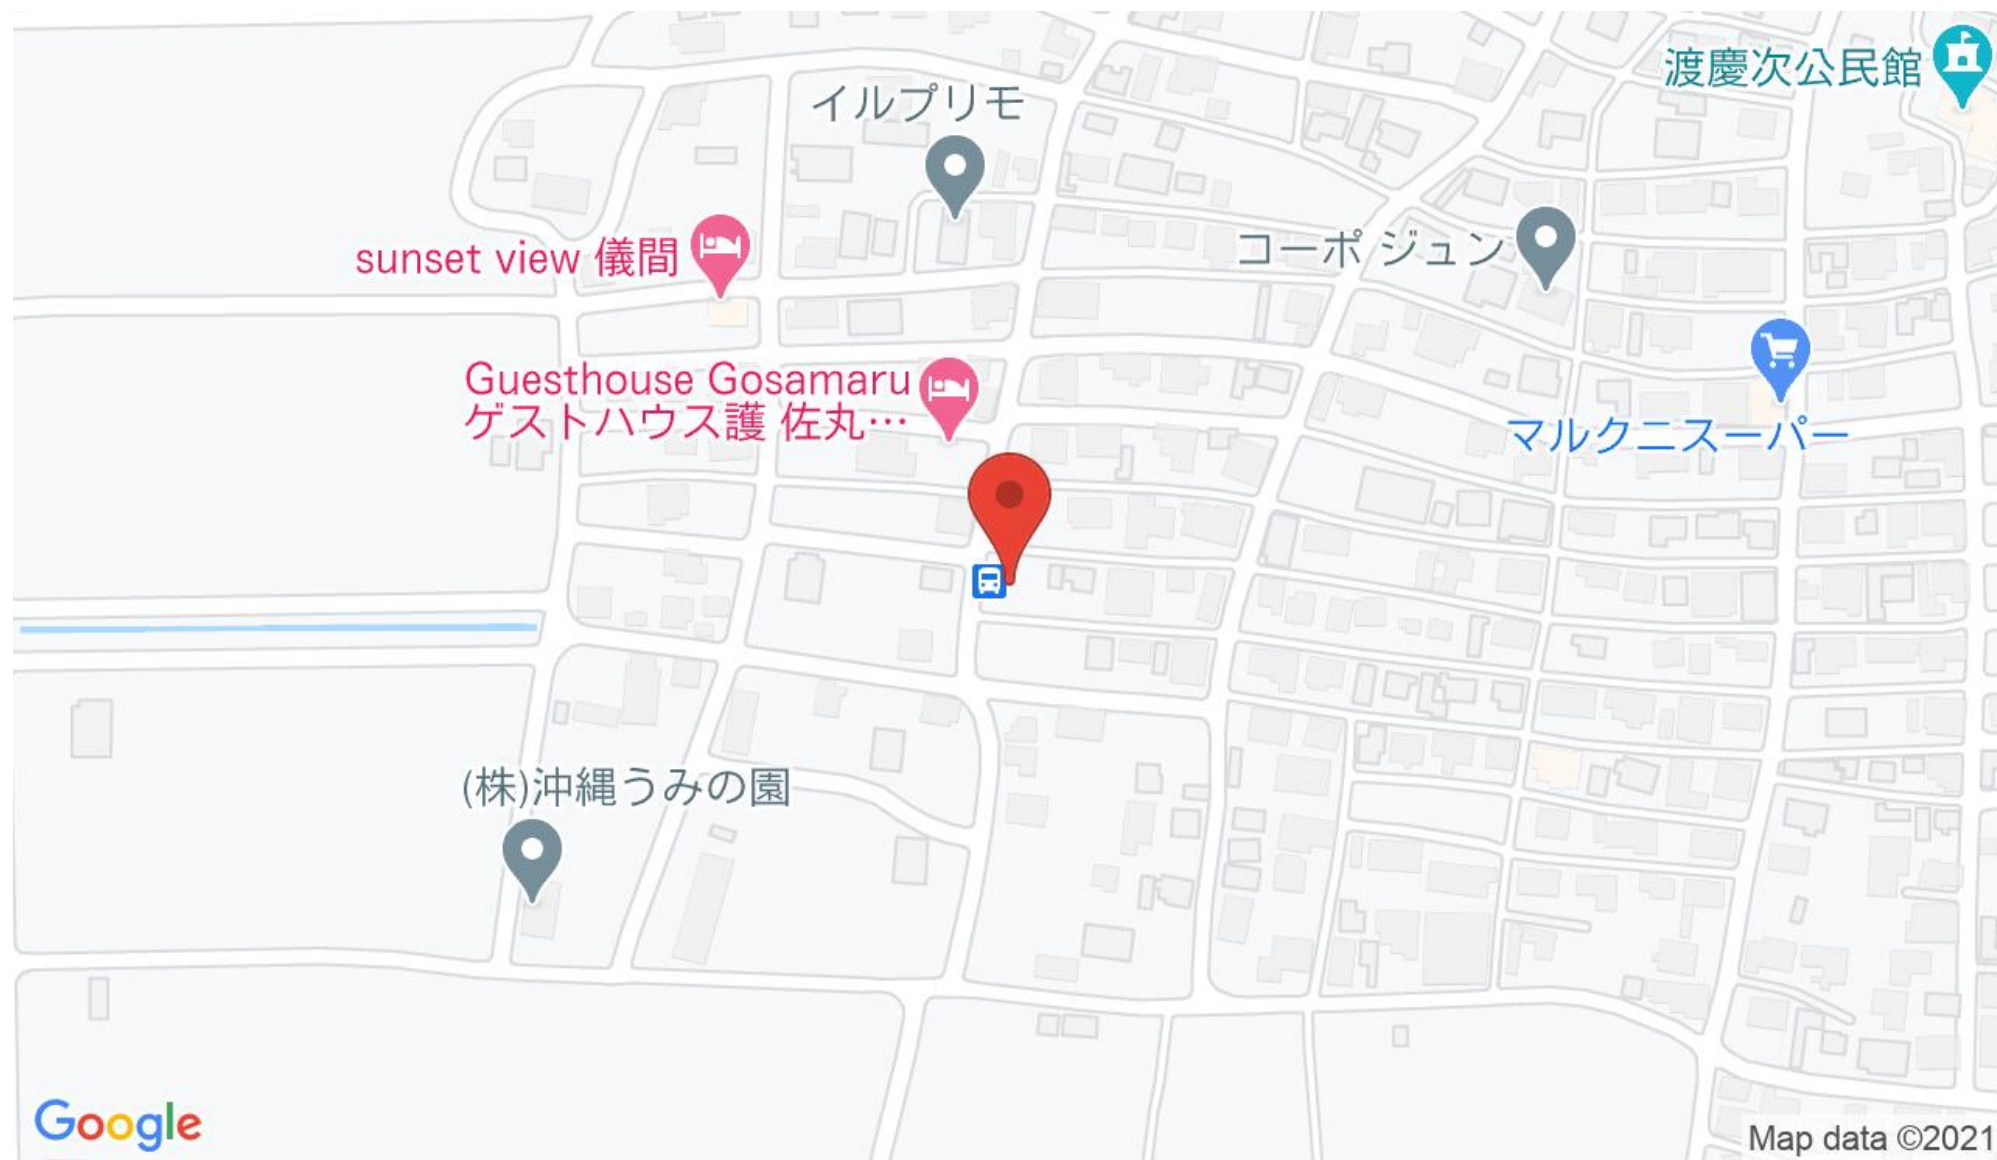 渡慶次公民館
イルプリモ
コーポ ジュン
sunset view 儀間
Guesthouse Gosamaru
ゲストハウス護 佐丸…
マルクニスーパー
(株)沖縄うみの園
Google
Map data ©2021